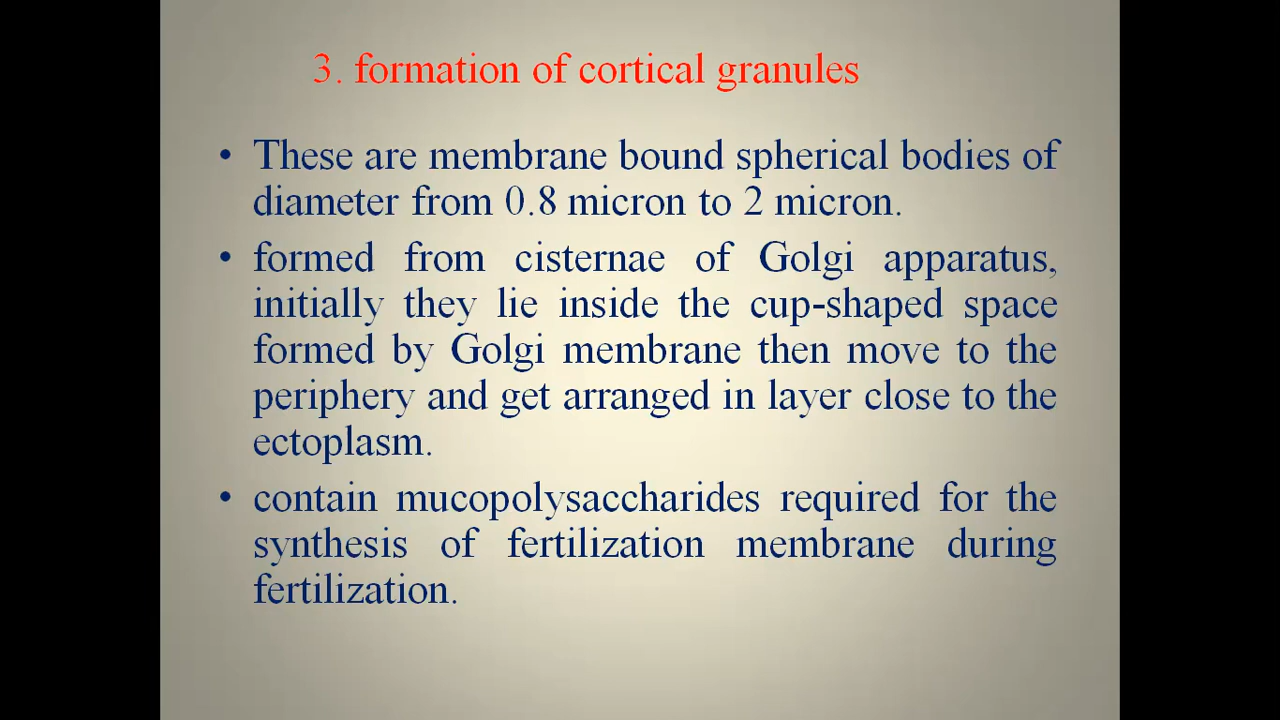 3. formation of cortical granules
• These are membrane bound spherical bodies of
diameter from 0.8 micron to 2 micron.
• formed from cisternae of Golgi apparatus,
initially they lie inside the cup-shaped space
formed by Golgi membrane then move to the
periphery and get arranged in layer close to the
ectoplasm.
• contain mucopolysaccharides required for the
synthesis of fertilization membrane during
fertilization.